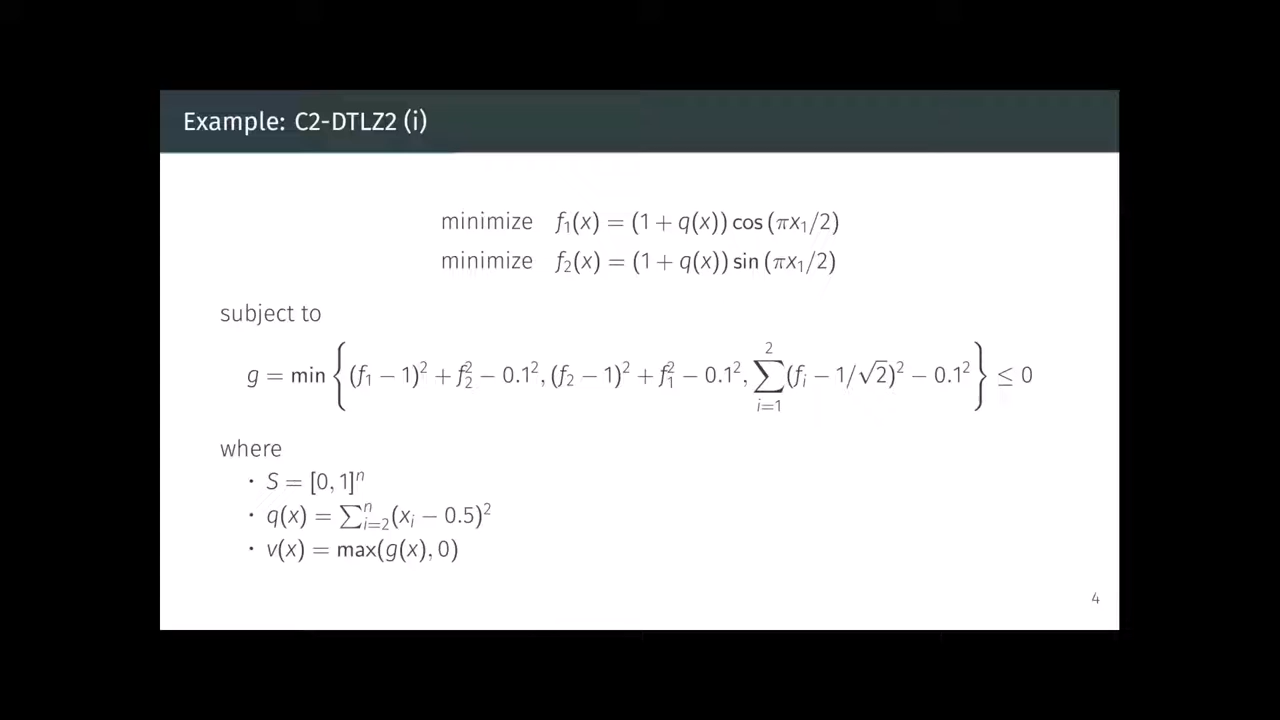 Example: C2-DTLZ2 (i)
minimize f₁(x) = (1 + q(x)) cos (πx₁/2)
minimize f₂(x) = (1 + q(x)) sin (πx₁/2)
subject to
g = min { (f₁ − 1)² + f₂² − 0.1², (f₂ − 1)² + f₁² − 0.1², ∑_{i=1}^{2} (fᵢ − 1/√2)² − 0.1² } ≤ 0
where
· S = [0, 1]ⁿ
· q(x) = ∑_{i=2}^{n} (xᵢ − 0.5)²
· v(x) = max(g(x), 0)
4